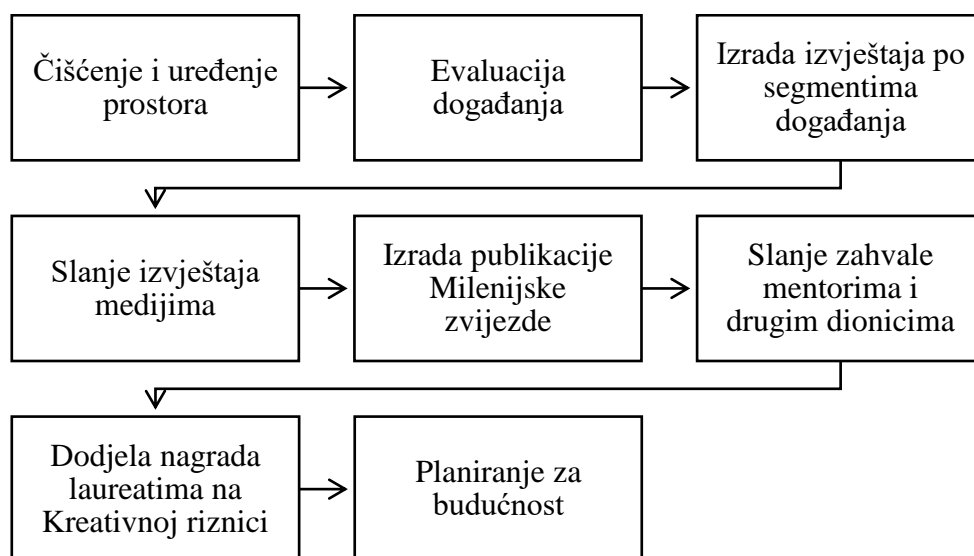 Čišćenje i uređenje
prostora
Evaluacija
događanja
Izrada izvještaja po
segmentima
događanja
Slanje izvještaja
medijima
Izrada publikacije
Milenijske
zvijezde
Slanje zahvale
mentorima i
drugim dionicima
Dodjela nagrada
laureatima na
Kreativnoj riznici
Planiranje za
budućnost